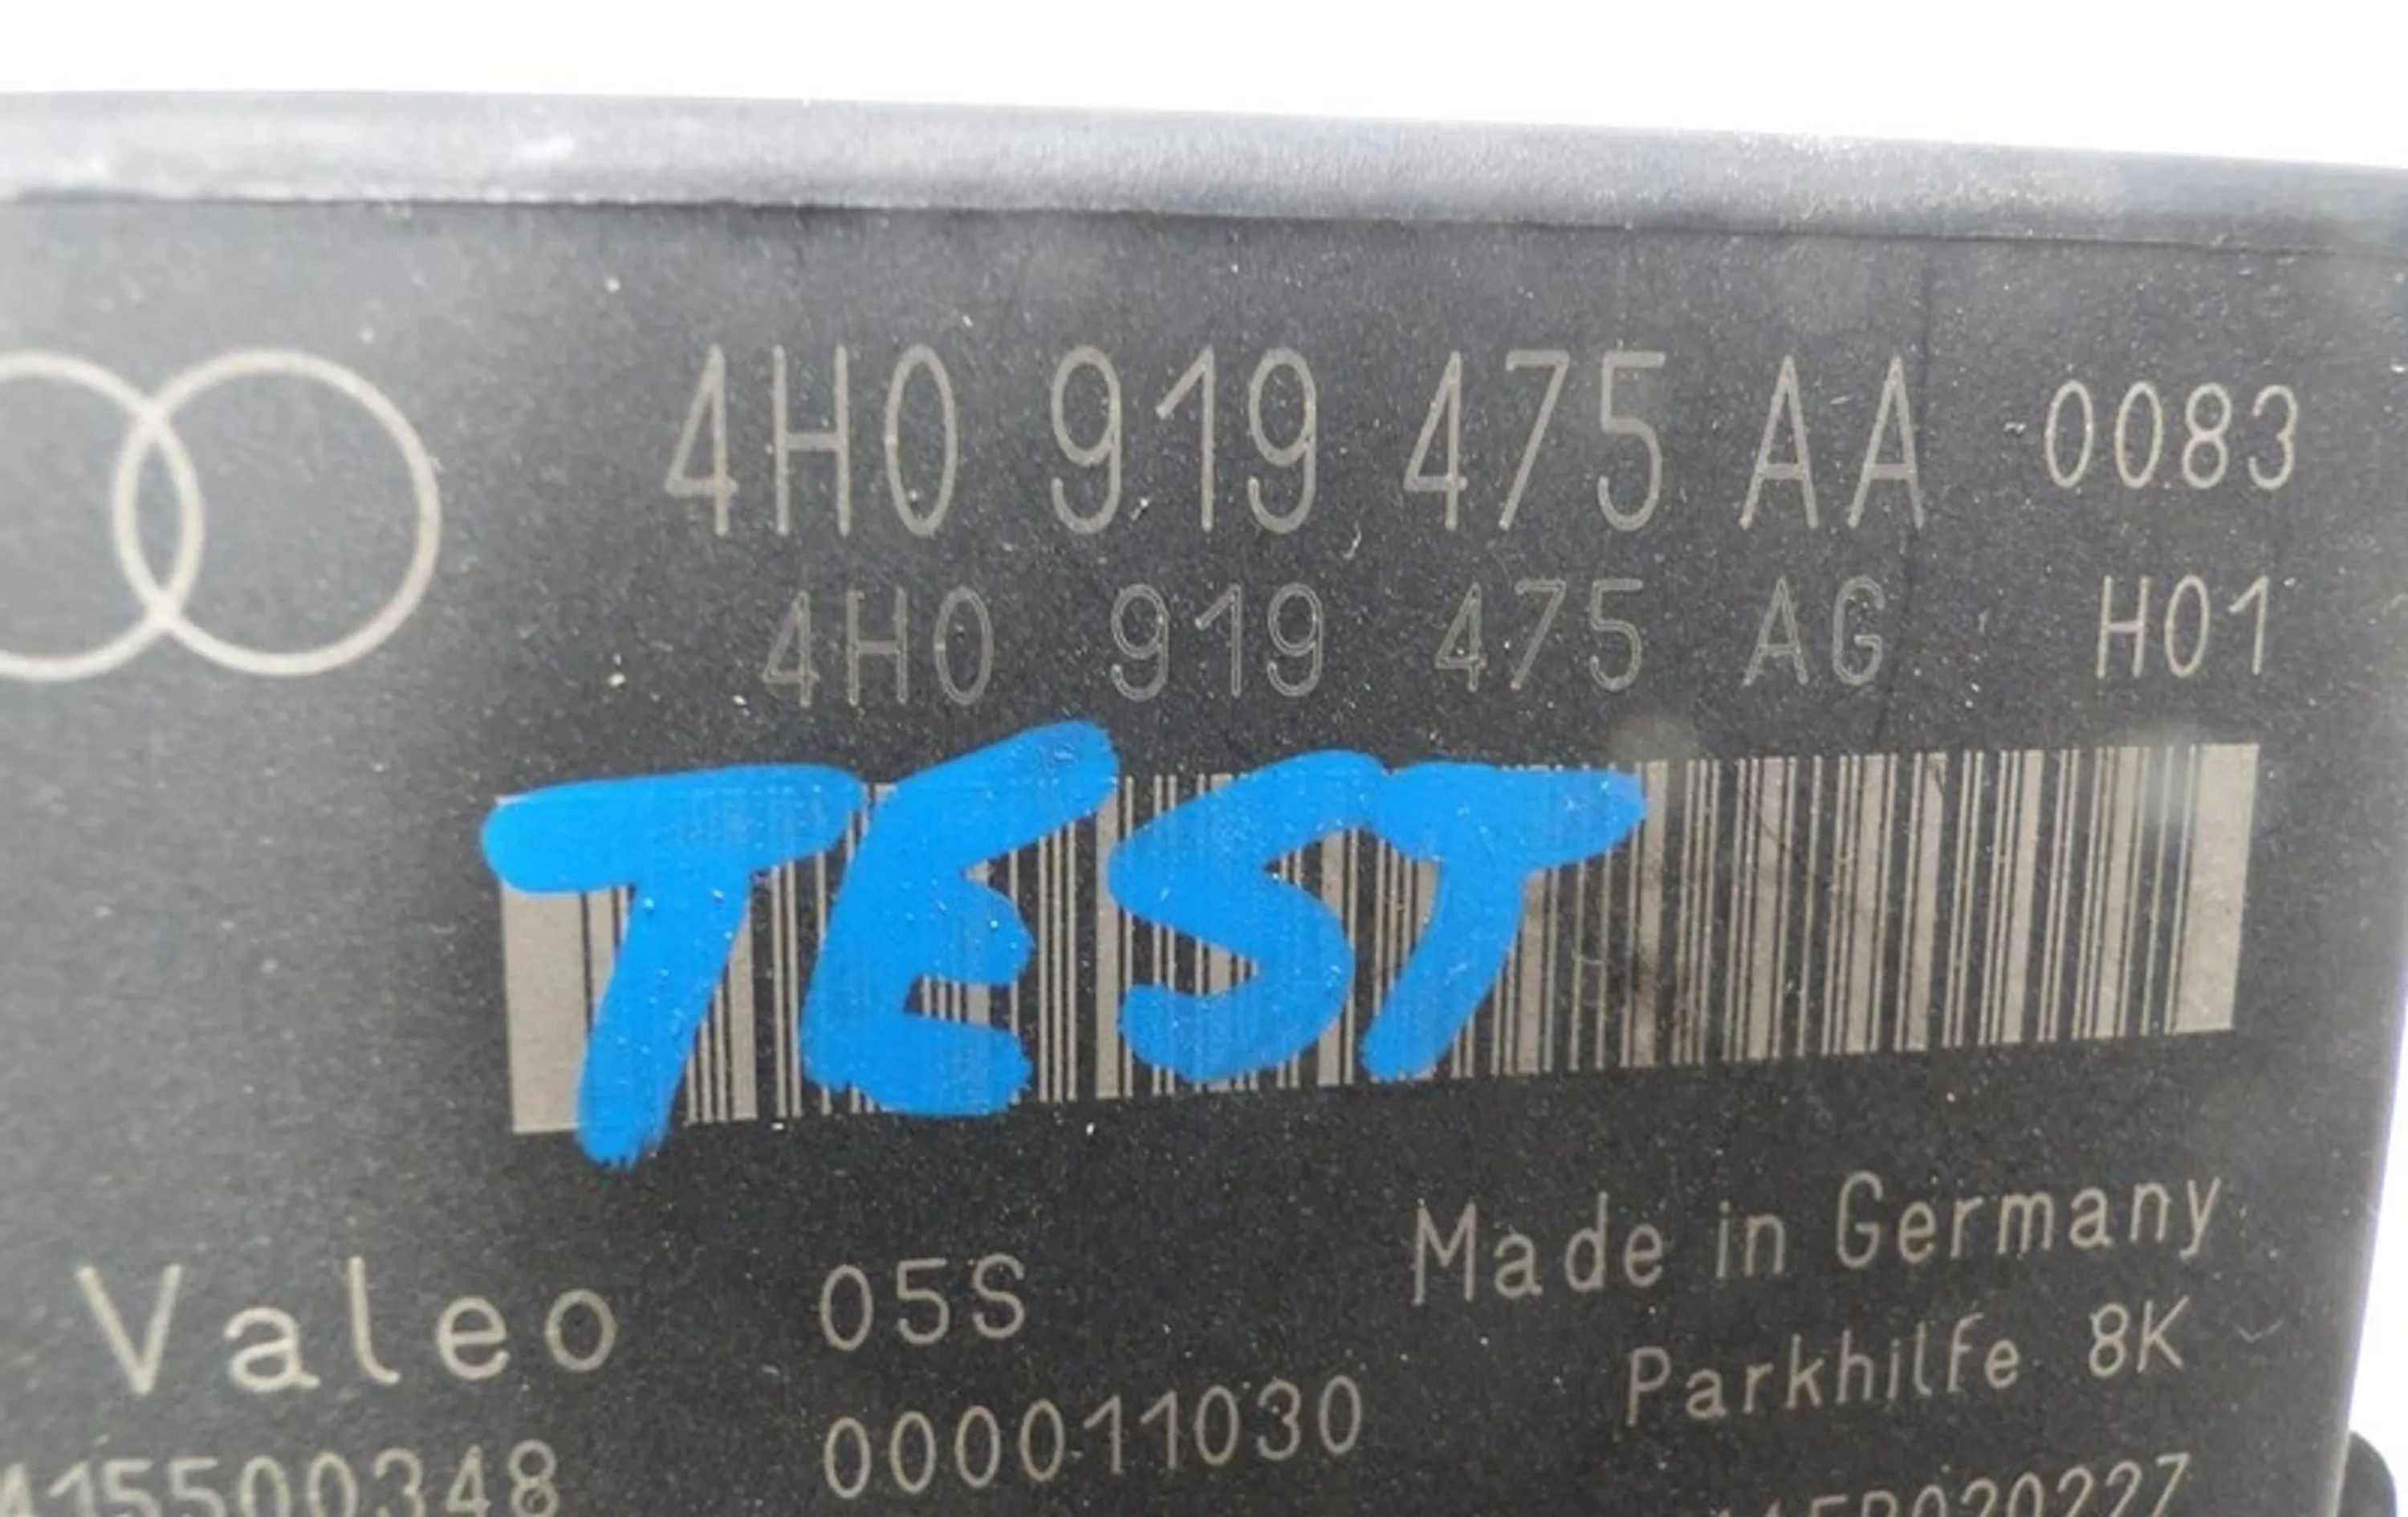 4H0 919 475 AA 0083
4H0 919 475 AG H01
TEST
Made in Germany
Valeo 05S
Parkhilfe 8K
000011030
415500348